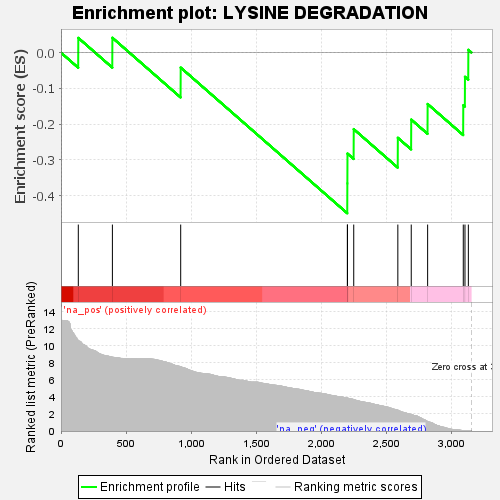 Enrichment plot: LYSINE DEGRADATION
Enrichment score (ES)
0.0
-0.1
-0.2
-0.3
-0.4
'na_pos' (positively correlated)
Ranked list metric (PreRanked)
14
12
10
8
6
4
2
0
Zero cross at 3
'na_neg' (negatively correlated)
0 500 1,000 1,500 2,000 2,500 3,000
Rank in Ordered Dataset
Enrichment profile Hits Ranking metric scores